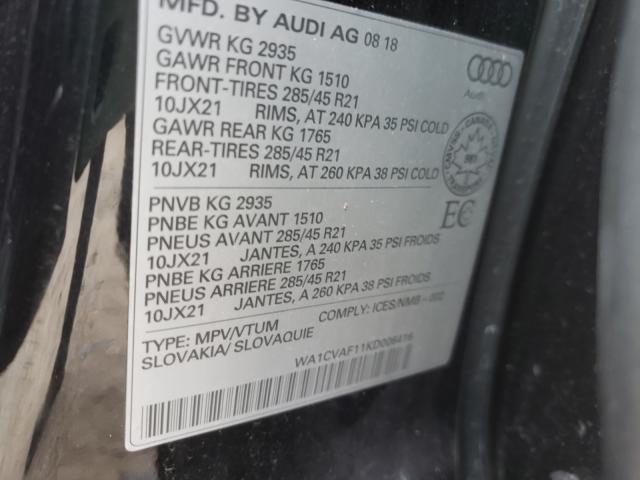 MFD. BY AUDI AG 08 18
GVWR KG 2935
GAWR FRONT KG 1510
FRONT-TIRES 285/45 R21
10JX21 RIMS, AT 240 KPA 35 PSI COLD
GAWR REAR KG 1765
REAR-TIRES 285/45 R21
10JX21 RIMS, AT 260 KPA 38 PSI COLD
Audi
CANADA
PNVB KG 2935
PNBE KG AVANT 1510
PNEUS AVANT 285/45 R21
10JX21 JANTES, A 240 KPA 35 PSI FROIDS
PNBE KG ARRIERE 1765
PNEUS ARRIERE 285/45 R21
10JX21 JANTES, A 260 KPA 38 PSI FROIDS
EC
TYPE: MPV/VTUM COMPLY: ICES/NMB-002
SLOVAKIA/ SLOVAQUIE
WA1CVAF11KD006416